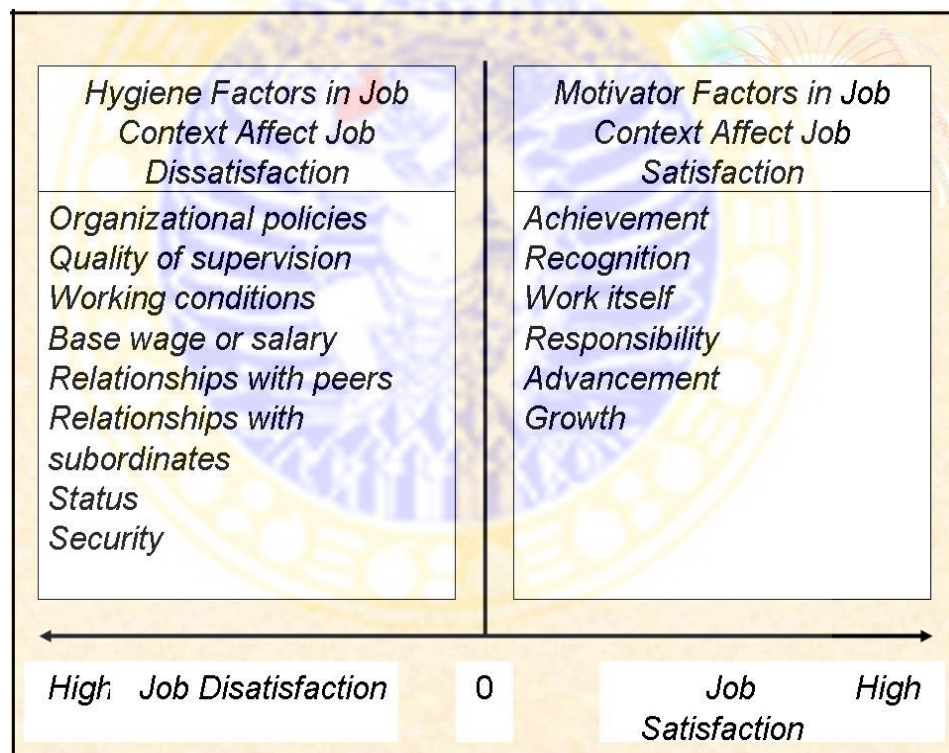 Hygiene Factors in Job
Context Affect Job
Dissatisfaction
Organizational policies
Quality of supervision
Working conditions
Base wage or salary
Relationships with peers
Relationships with
subordinates
Status
Security
Motivator Factors in Job
Context Affect Job
Satisfaction
Achievement
Recognition
Work itself
Responsibility
Advancement
Growth
High Job Disatisfaction 0 Job High
Satisfaction